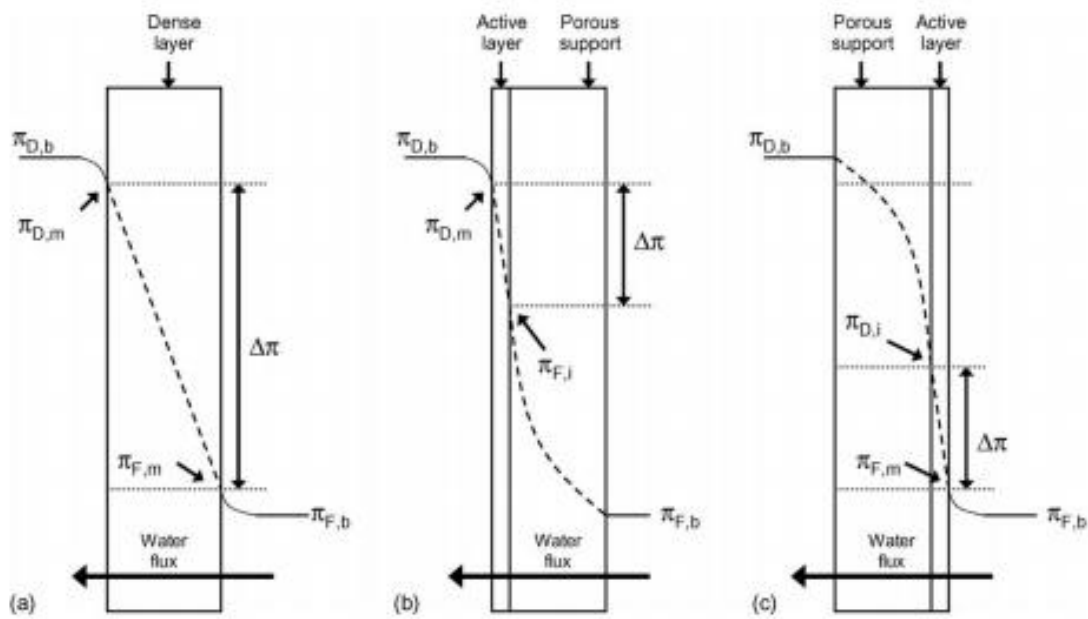 Dense
layer
π_D,b
π_D,m
Δπ
π_F,m
π_F,b
Water
flux
(a)
Active
layer
Porous
support
π_D,b
π_D,m
Δπ
π_F,i
π_F,b
Water
flux
(b)
Porous
support
Active
layer
π_D,b
π_D,i
Δπ
π_F,m
π_F,b
Water
flux
(c)